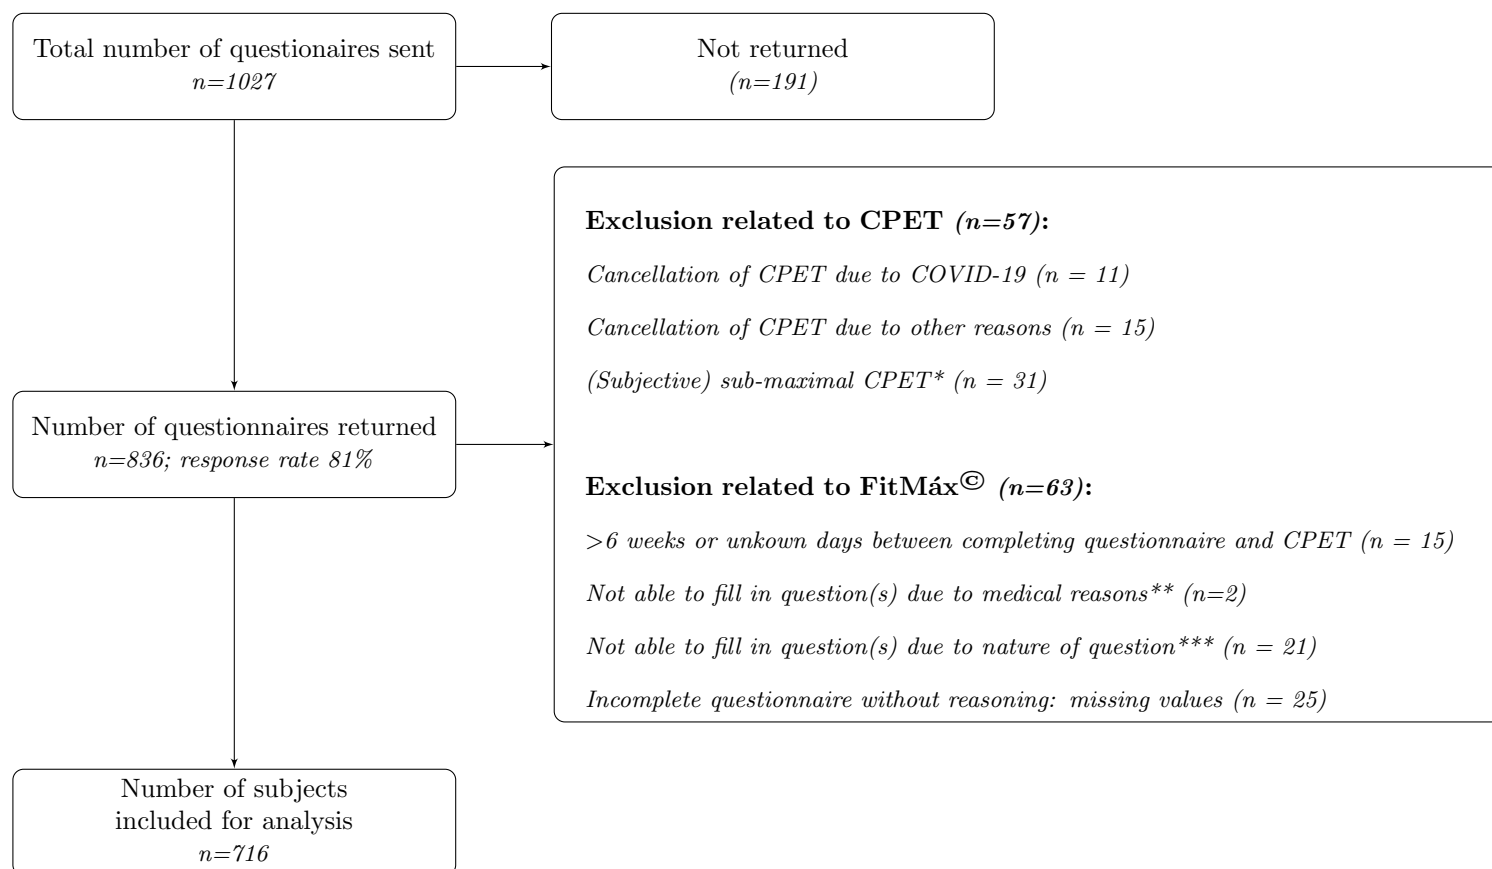 Total number of questionaires sent
n=1027
Not returned
(n=191)
Exclusion related to CPET (n=57):
Cancellation of CPET due to COVID-19 (n = 11)
Cancellation of CPET due to other reasons (n = 15)
(Subjective) sub-maximal CPET* (n = 31)
Number of questionnaires returned
n=836; response rate 81%
Exclusion related to FitMáx© (n=63):
>6 weeks or unkown days between completing questionnaire and CPET (n = 15)
Not able to fill in question(s) due to medical reasons** (n=2)
Not able to fill in question(s) due to nature of question*** (n = 21)
Incomplete questionnaire without reasoning: missing values (n = 25)
Number of subjects
included for analysis
n=716